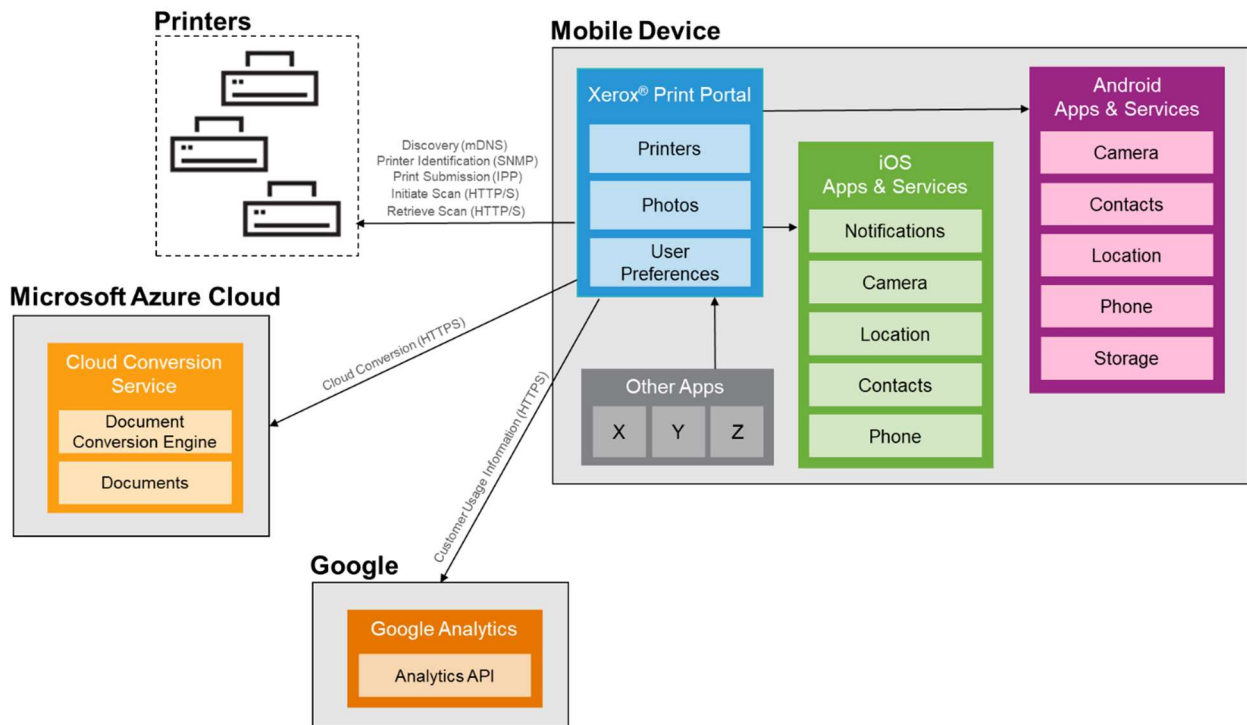 Printers
Discovery (mDNS)
Printer Identification (SNMP)
Print Submission (IPP)
Initiate Scan (HTTP/S)
Retrieve Scan (HTTP/S)
Mobile Device
Xerox® Print Portal
Printers
Photos
User
Preferences
Other Apps
X Y Z
iOS
Apps & Services
Notifications
Camera
Location
Contacts
Phone
Android
Apps & Services
Camera
Contacts
Location
Phone
Storage
Microsoft Azure Cloud
Cloud Conversion
Service
Document
Conversion Engine
Documents
Cloud Conversion (HTTPS)
Customer Usage Information (HTTPS)
Google
Google Analytics
Analytics API